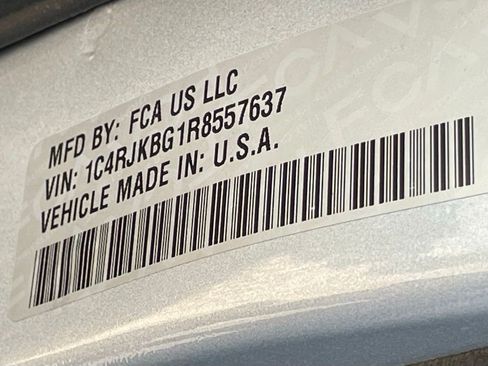 MFD BY: FCA US LLC
VIN: 1C4RJKBG1R8557637
VEHICLE MADE IN: U.S.A.